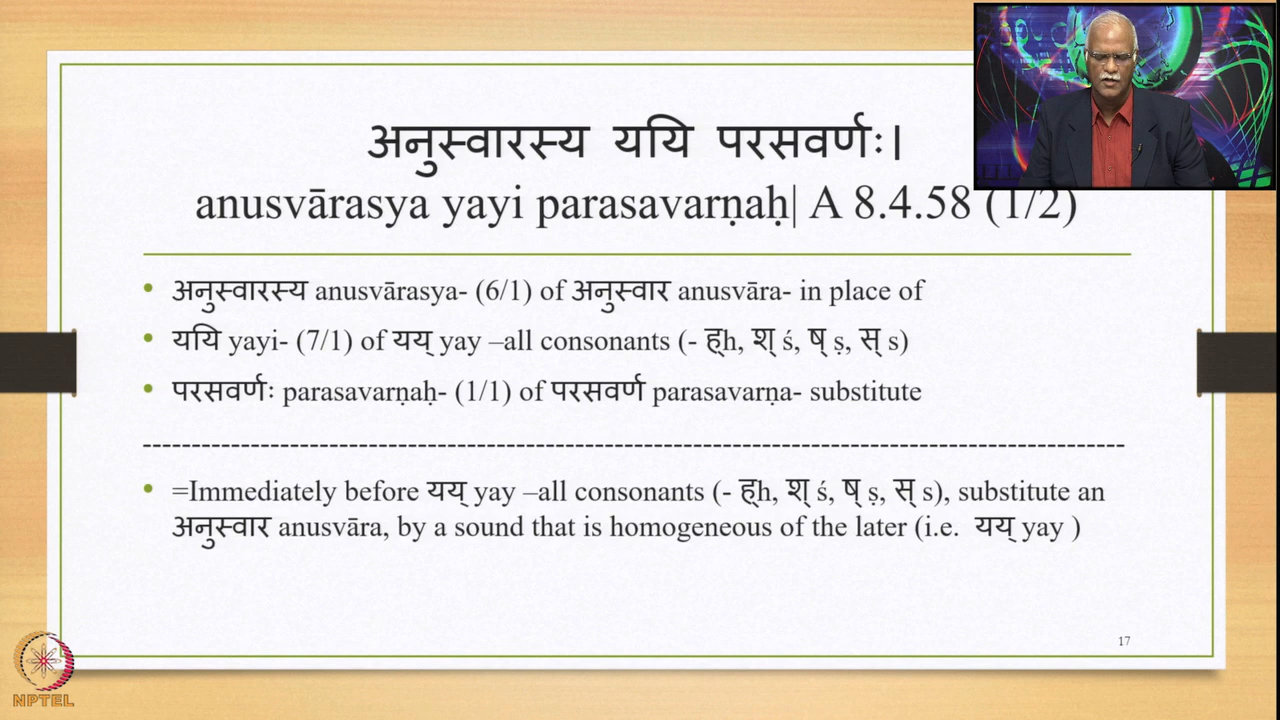 अनुस्वारस्य ययि परसवर्णः।
anusvārasya yayi parasavarṇaḥ| A 8.4.58 (1/2)
• अनुस्वारस्य anusvārasya- (6/1) of अनुस्वार anusvāra- in place of
• ययि yayi- (7/1) of यय् yay –all consonants (- ह्h, श् ś, ष् ṣ, स् s)
• परसवर्णः parasavarṇaḥ- (1/1) of परसवर्ण parasavarṇa- substitute
-----------------------------------------------------------------------------------------------
• =Immediately before यय् yay –all consonants (- ह्h, श् ś, ष् ṣ, स् s), substitute an
अनुस्वार anusvāra, by a sound that is homogeneous of the later (i.e. यय् yay )
17
NPTEL